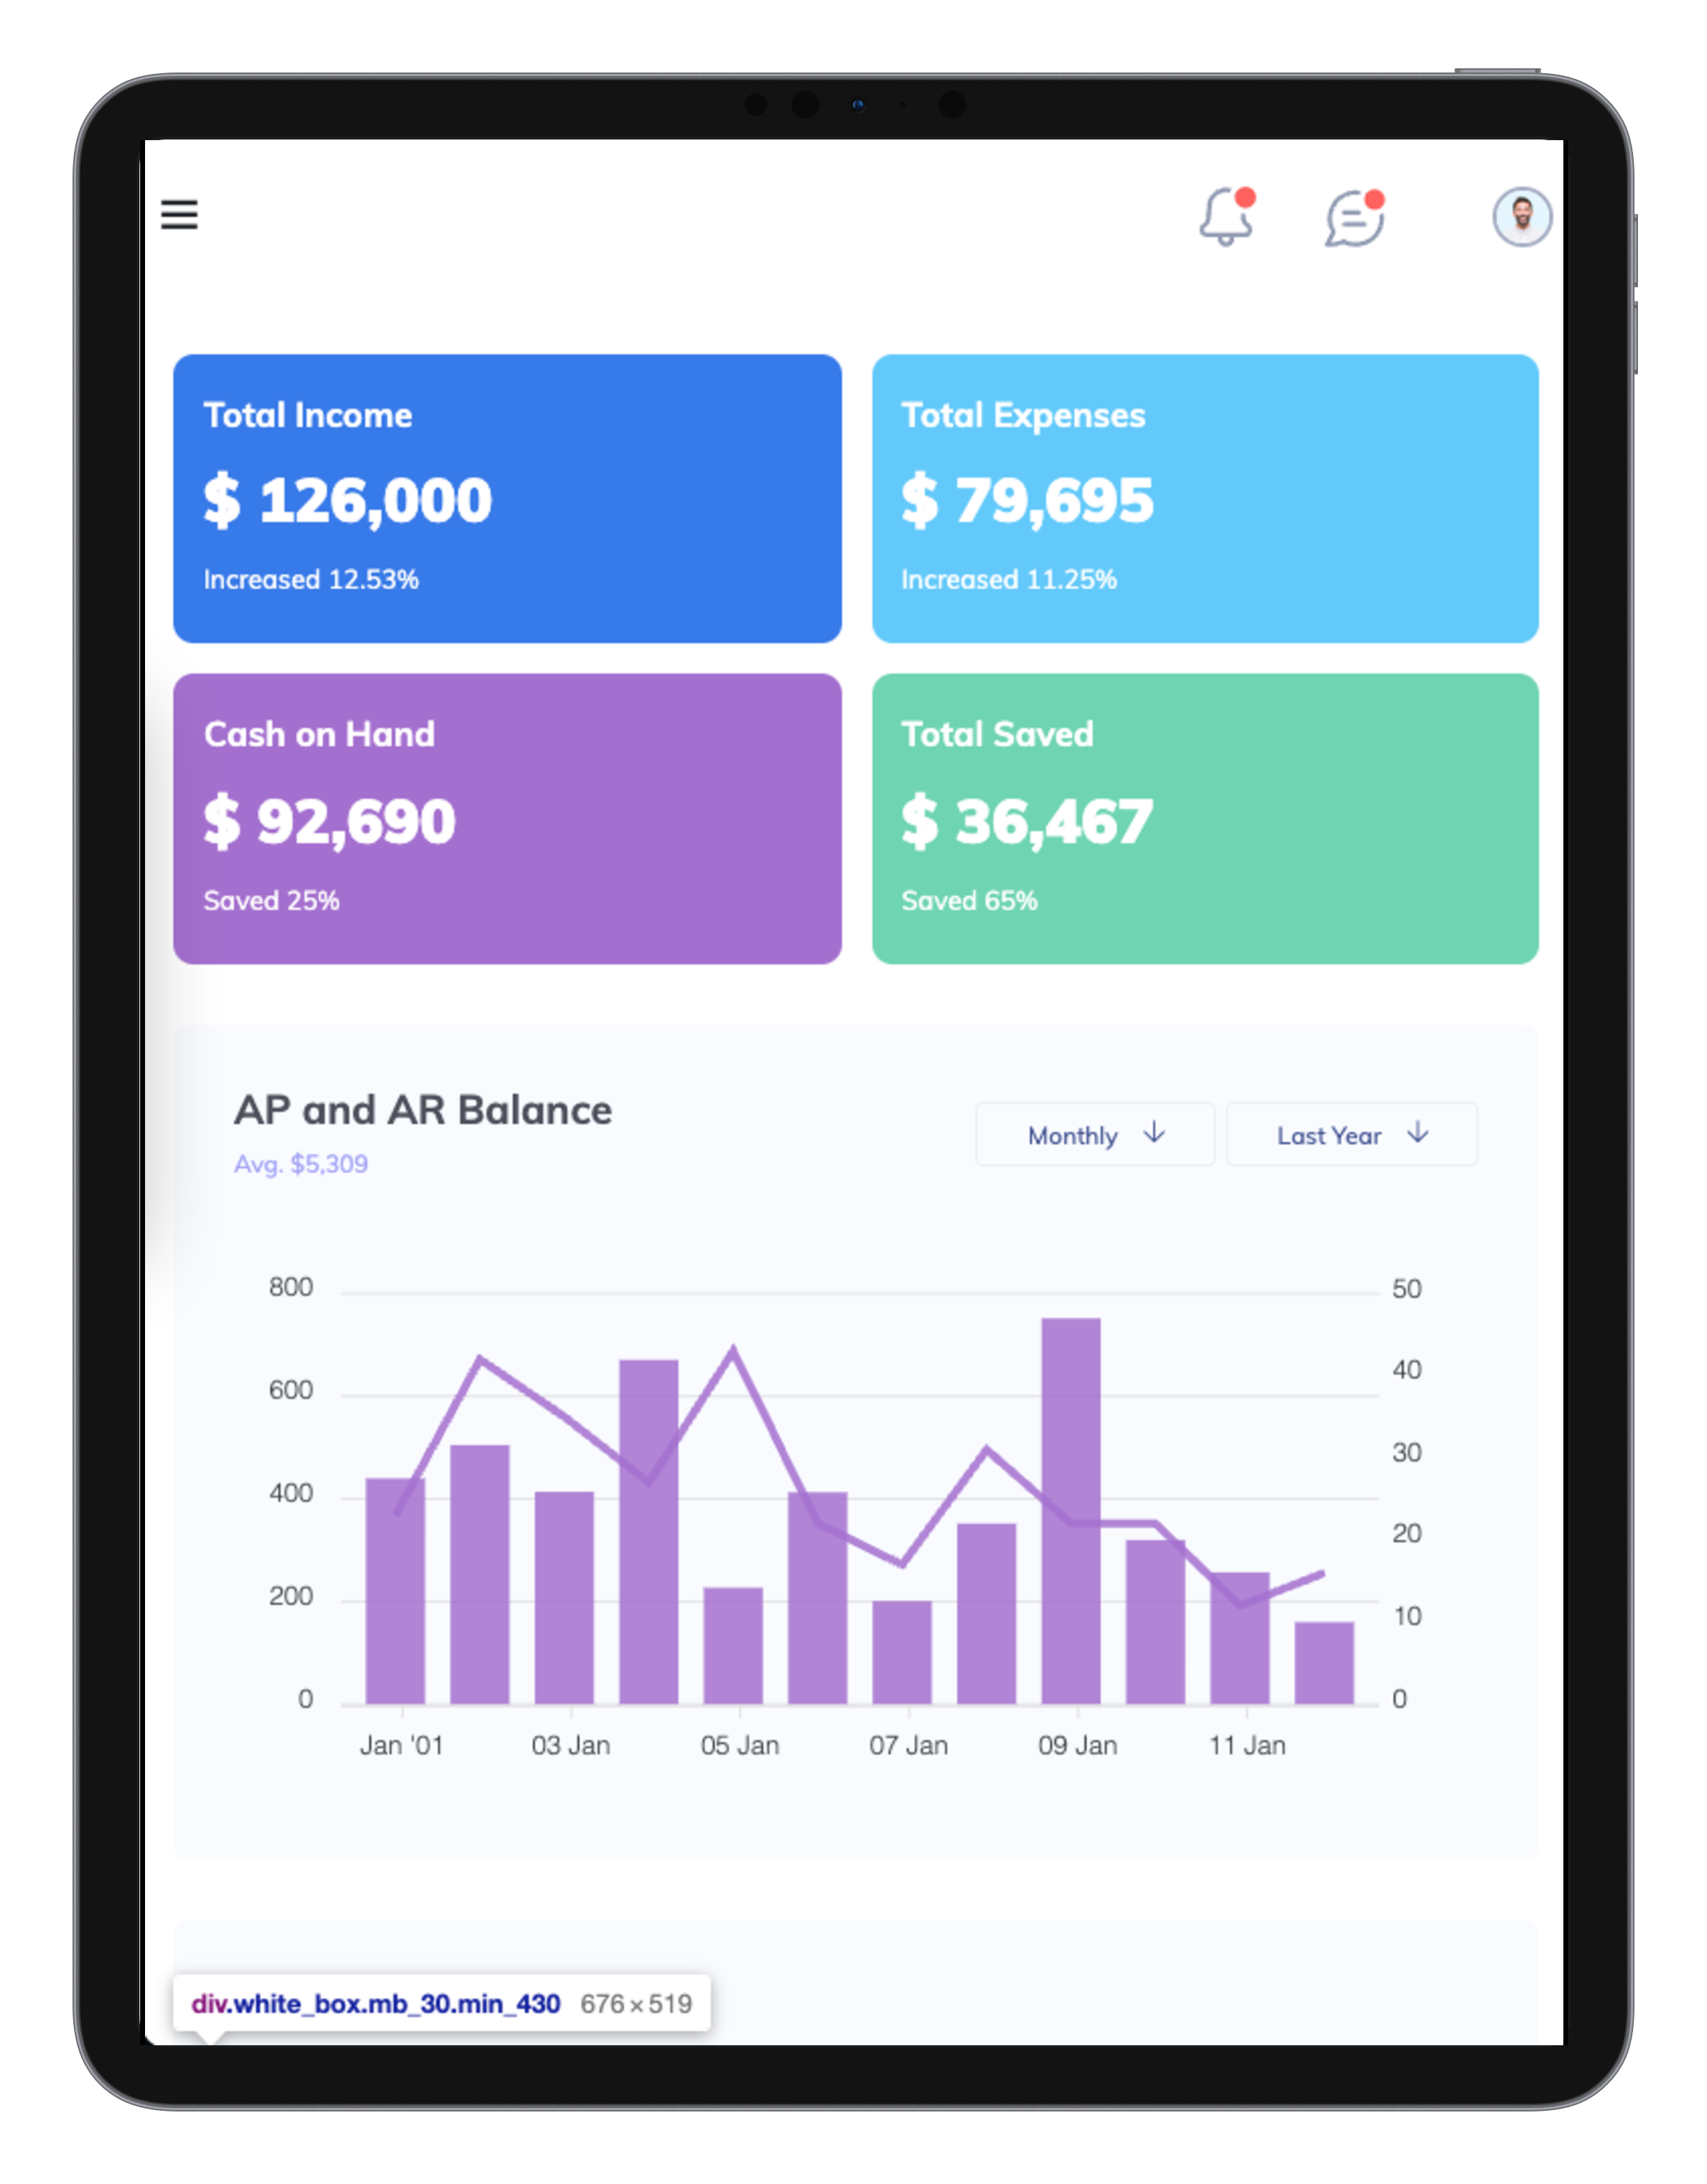 Total Income
$ 126,000
Increased 12.53%
Total Expenses
$ 79,695
Increased 11.25%
Cash on Hand
$ 92,690
Saved 25%
Total Saved
$ 36,467
Saved 65%
AP and AR Balance
Avg. $5,309
Monthly
Last Year
800
600
400
200
0
50
40
30
20
10
0
Jan '01
03 Jan
05 Jan
07 Jan
09 Jan
11 Jan
div.white_box.mb_30.min_430 676×519